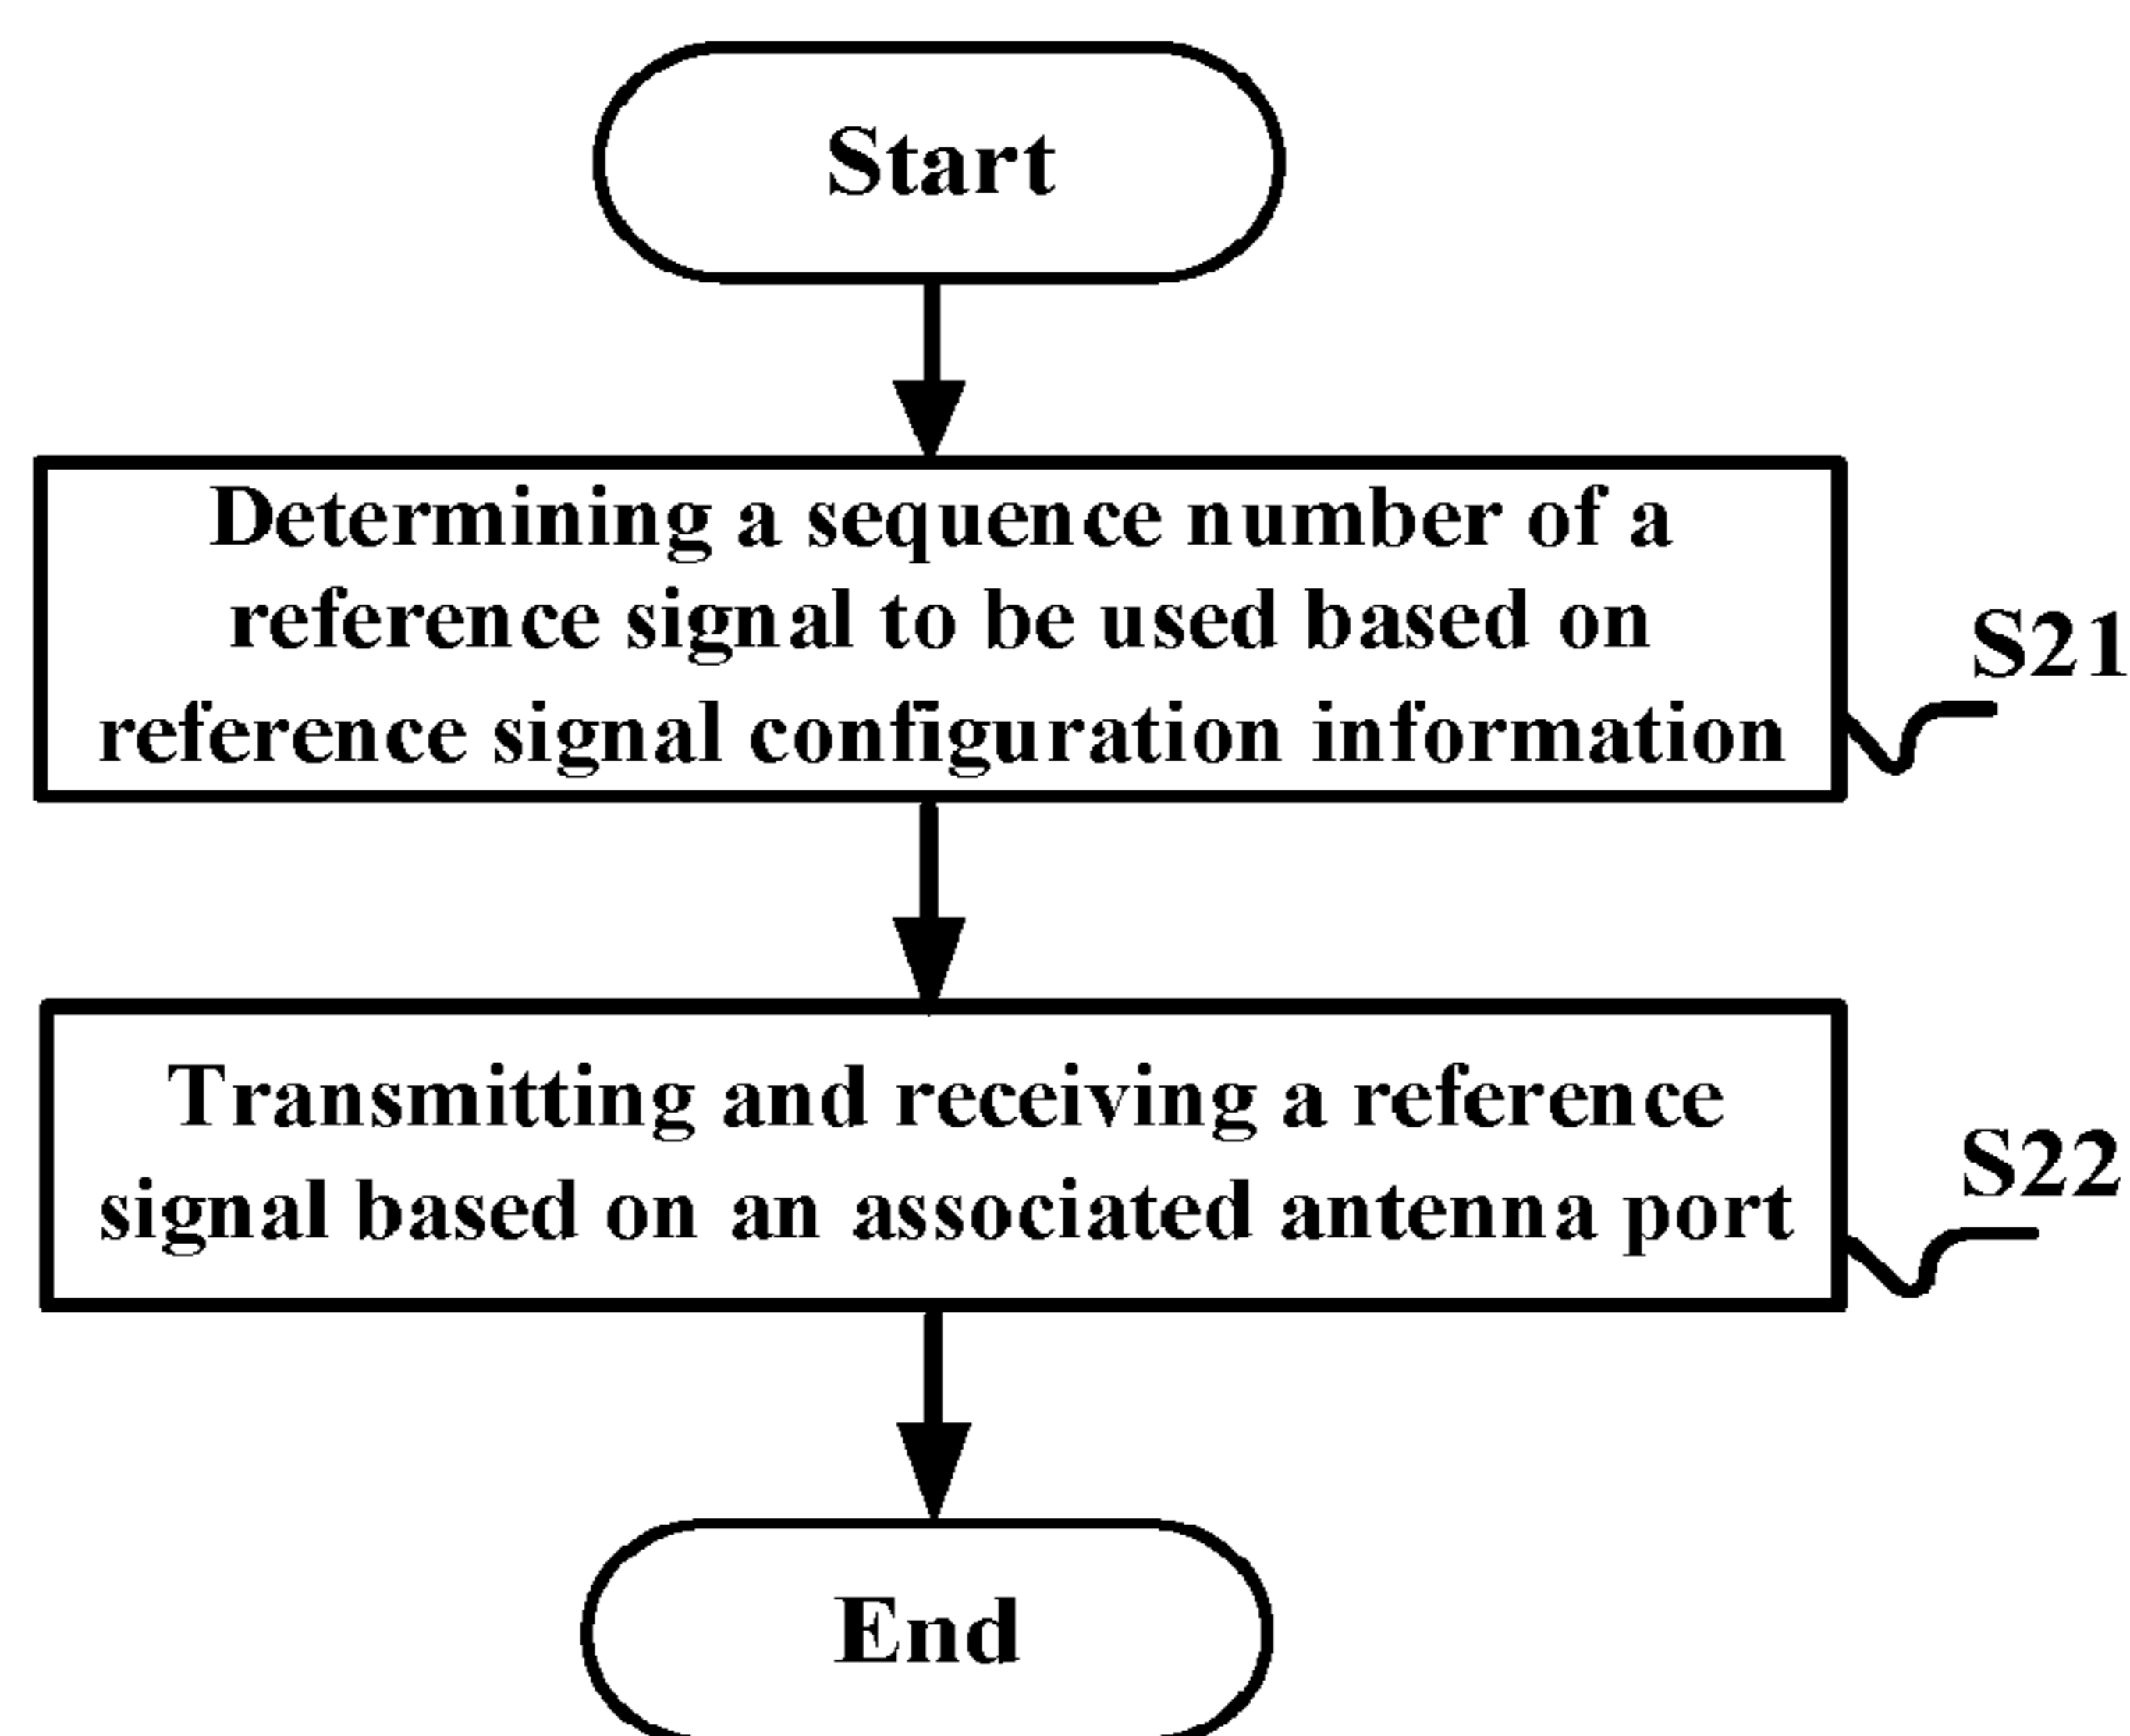 Start
Determining a sequence number of a
reference signal to be used based on
reference signal configuration information
S21
Transmitting and receiving a reference
signal based on an associated antenna port
S22
End